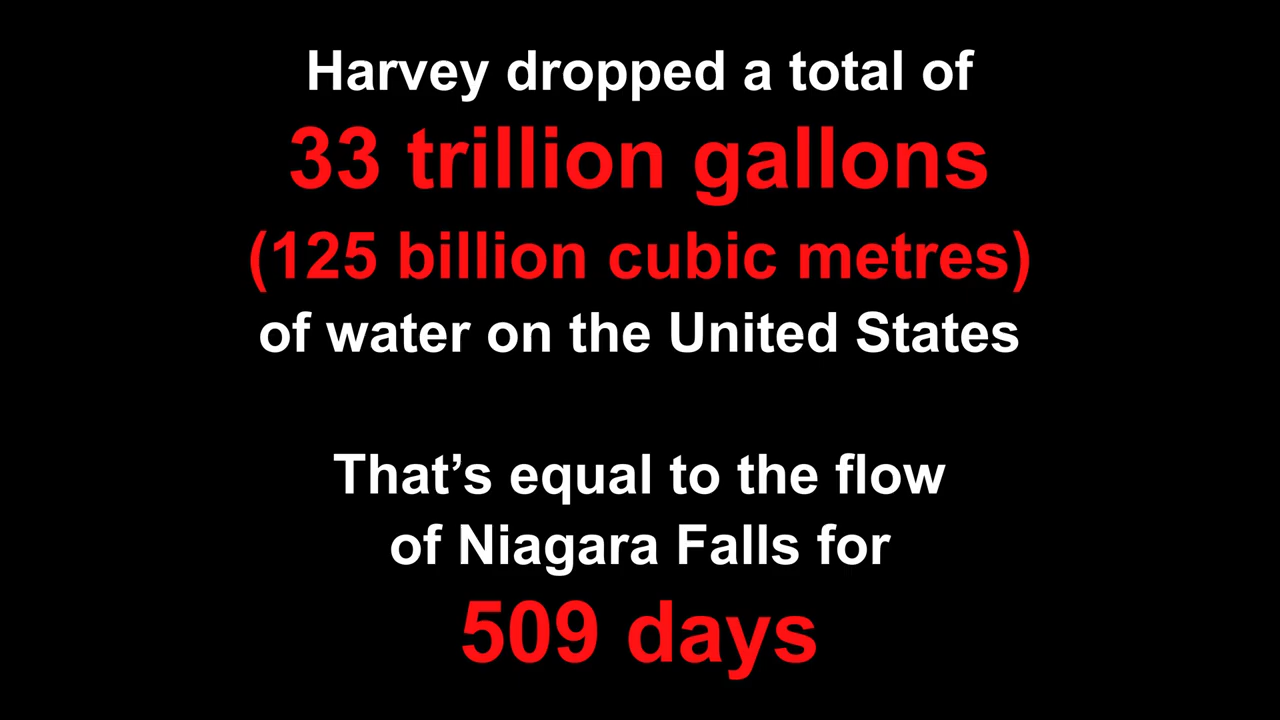 Harvey dropped a total of
33 trillion gallons
(125 billion cubic metres)
of water on the United States
That’s equal to the flow
of Niagara Falls for
509 days